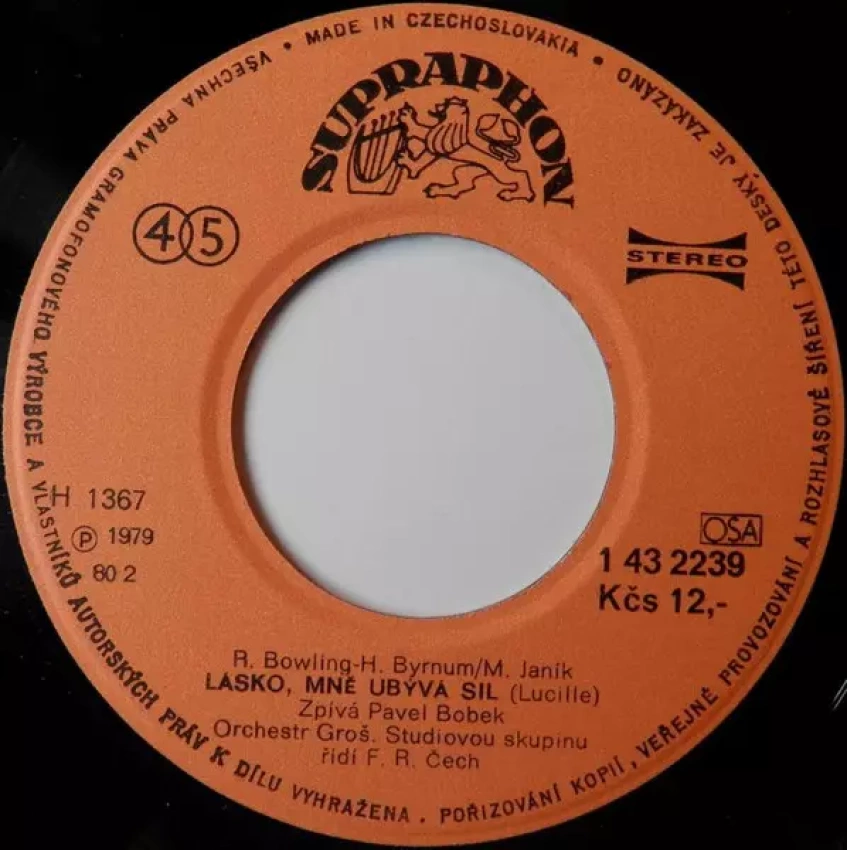 VŠECHNA PRÁVA GRAMOFONOVÉHO VÝROBCE A VLASTNÍKŮ AUTORSKÝCH PRÁV K DÍLU VYHRAŽENA. POŘIZOVÁNÍ KOPIÍ, VEŘEJNÉ PROVOZOVÁNÍ A ROZHLASOVÉ ŠÍŘENÍ TÉTO DESKY JE ZAKÁZÁNO • MADE IN CZECHOSLOVAKIA •
SUPRAPHON
45
STEREO
H 1367
Ⓟ 1979
80 2
OSA
1 43 2239
Kčs 12,-
R. Bowling-H. Byrnum/M. Janík
LÁSKO, MNĚ UBÝVÁ SIL (Lucille)
Zpívá Pavel Bobek
Orchestr Groš. Studiovou skupinu
řídí F. R. Čech